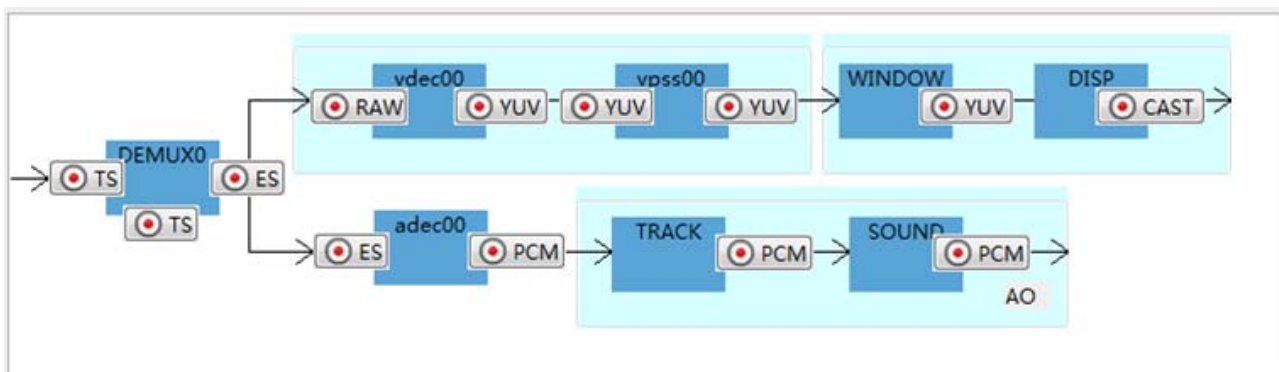 vdec00
vpss00
WINDOW
DISP
RAW
YUV
YUV
YUV
YUV
CAST
DEMUX0
TS
ES
TS
adec00
TRACK
SOUND
ES
PCM
PCM
PCM
AO